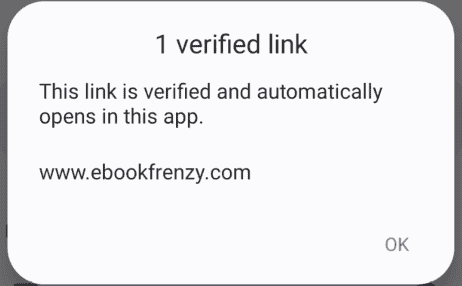 1 verified link
This link is verified and automatically
opens in this app.
www.ebookfrenzy.com
OK